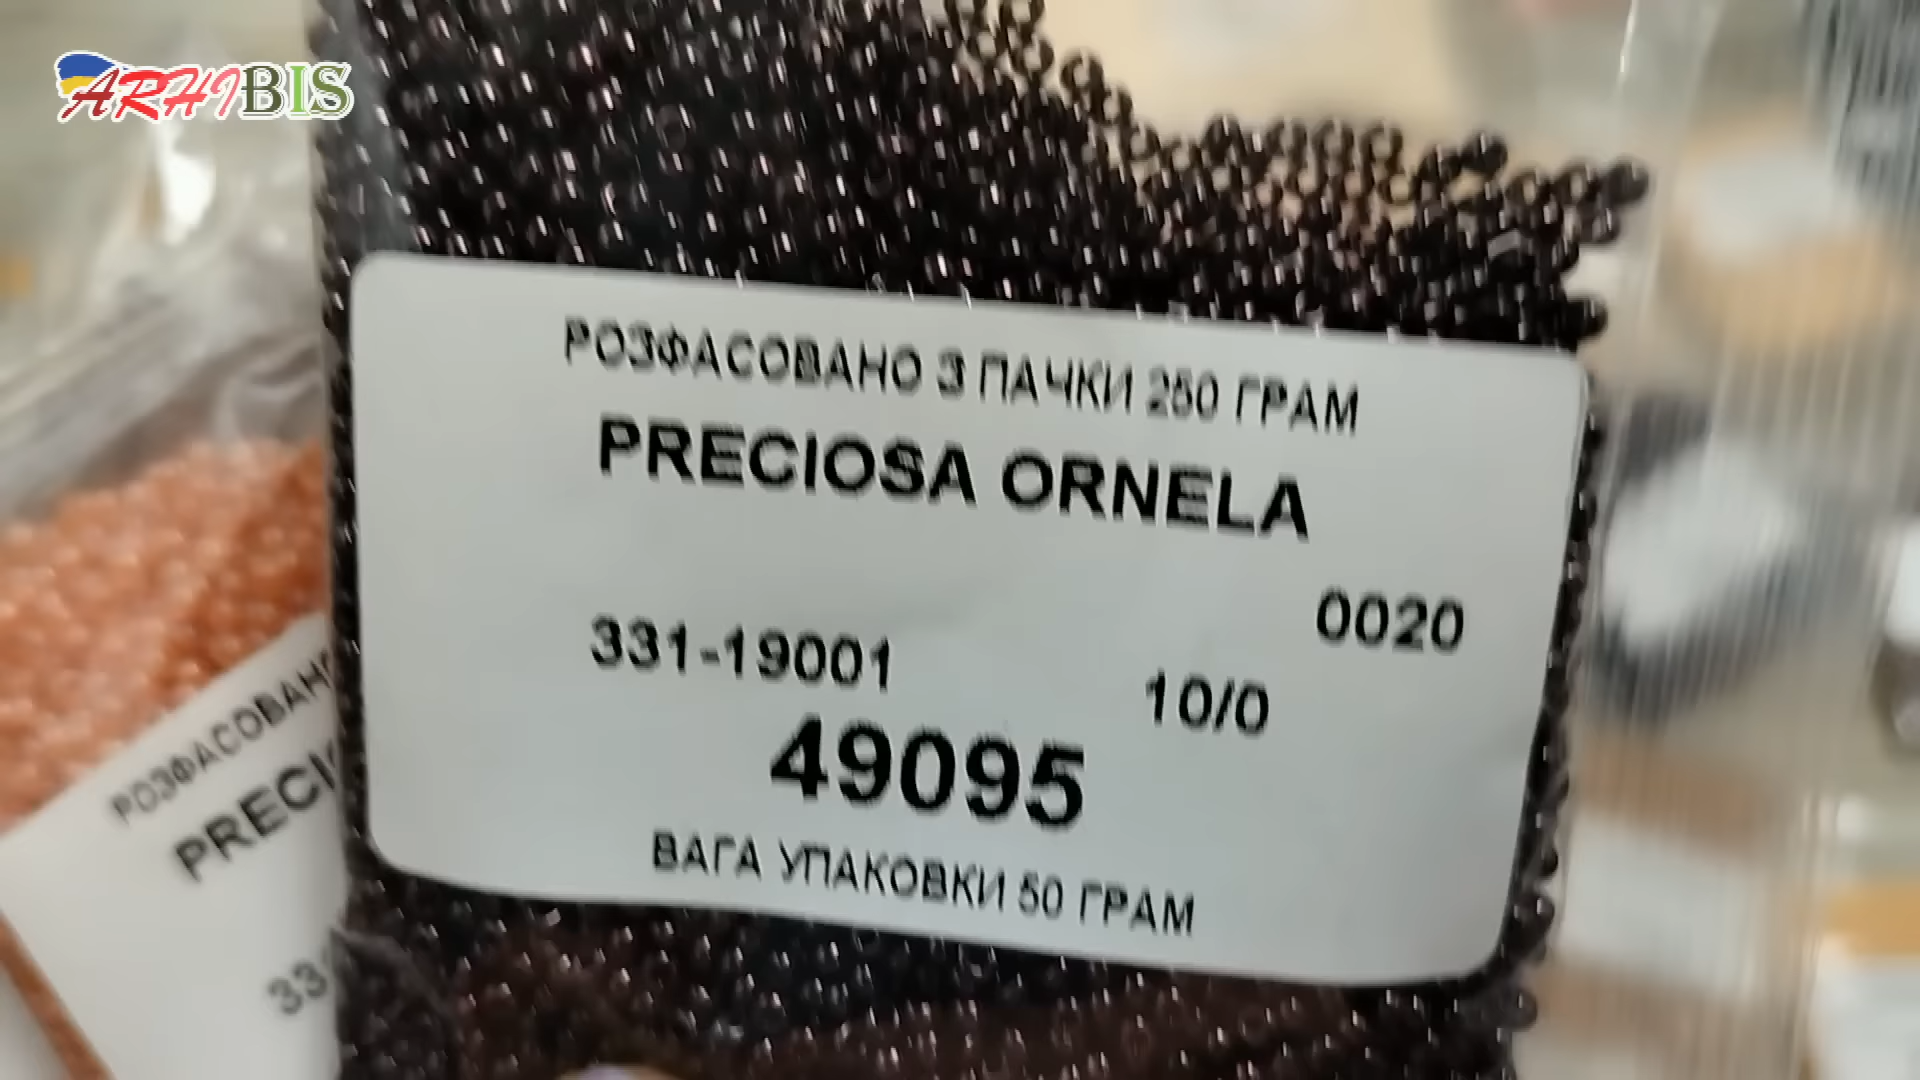 ARHIBIS
РОЗФАСОВАНО З ПАЧКИ 250 ГРАМ
PRECIOSA ORNELA
0020
331-19001
10/0
49095
ВАГА УПАКОВКИ 50 ГРАМ
РОЗФАСОВАНО
PRECI
33